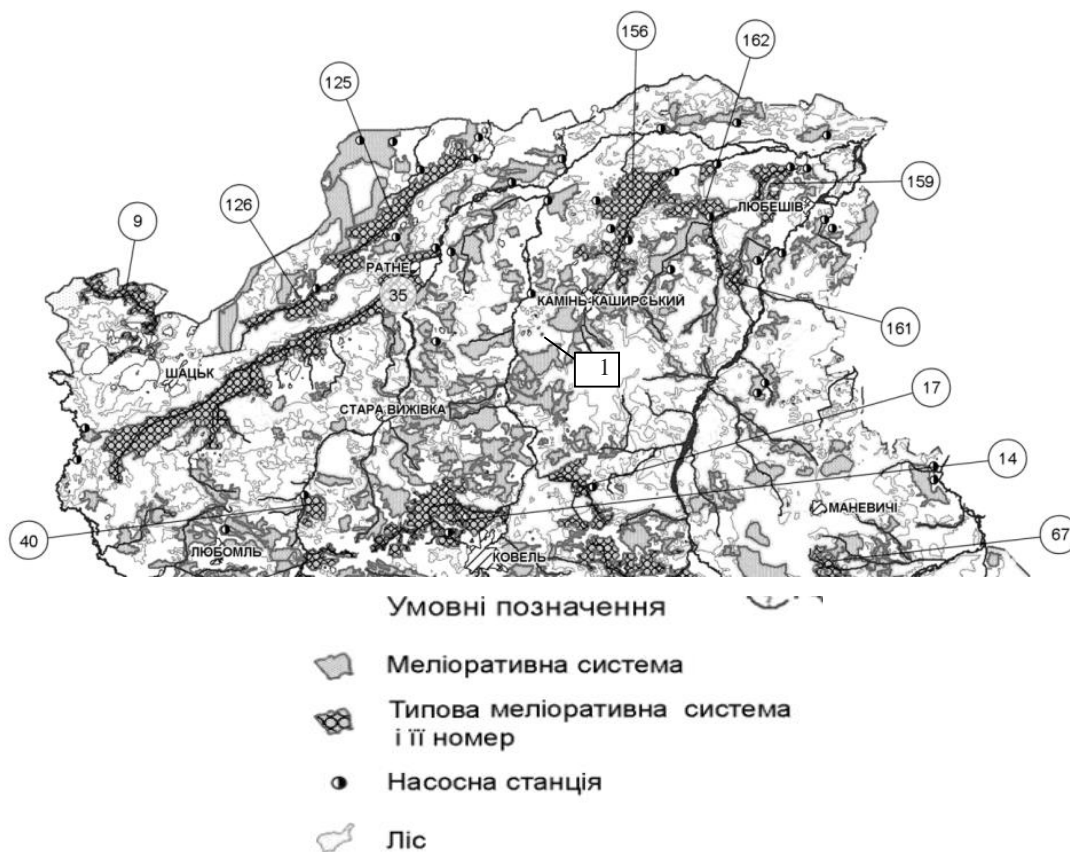 156
162
125
159
ЛЮБЕШІВ
126
9
РАТНЕ
35
КАМІНЬ-КАШИРСЬКИЙ
161
1
ШАЦЬК
17
СТАРА ВИЖІВКА
14
МАНЕВИЧІ
40
ЛЮБОМЛЬ
КОВЕЛЬ
67
Умовні позначення
Меліоративна система
Типова меліоративна система
і її номер
Насосна станція
Ліс